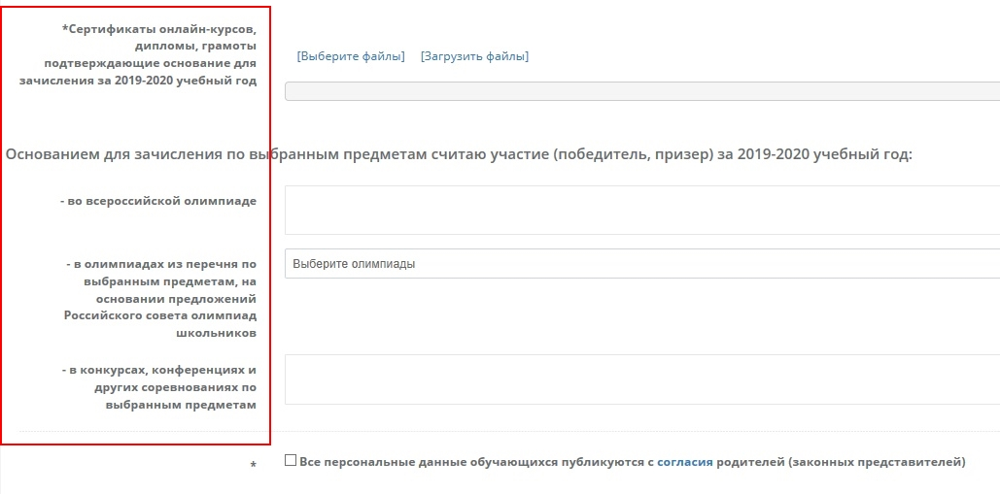 *Сертификаты онлайн-курсов,
дипломы, грамоты
подтверждающие основание для
зачисления за 2019-2020 учебный год
[Выберите файлы] [Загрузить файлы]
Основанием для зачисления по выбранным предметам считаю участие (победитель, призер) за 2019-2020 учебный год:
- во всероссийской олимпиаде
- в олимпиадах из перечня по
выбранным предметам, на
основании предложений
Российского совета олимпиад
школьников
Выберите олимпиады
- в конкурсах, конференциях и
других соревнованиях по
выбранным предметам
* Все персональные данные обучающихся публикуются с согласия родителей (законных представителей)